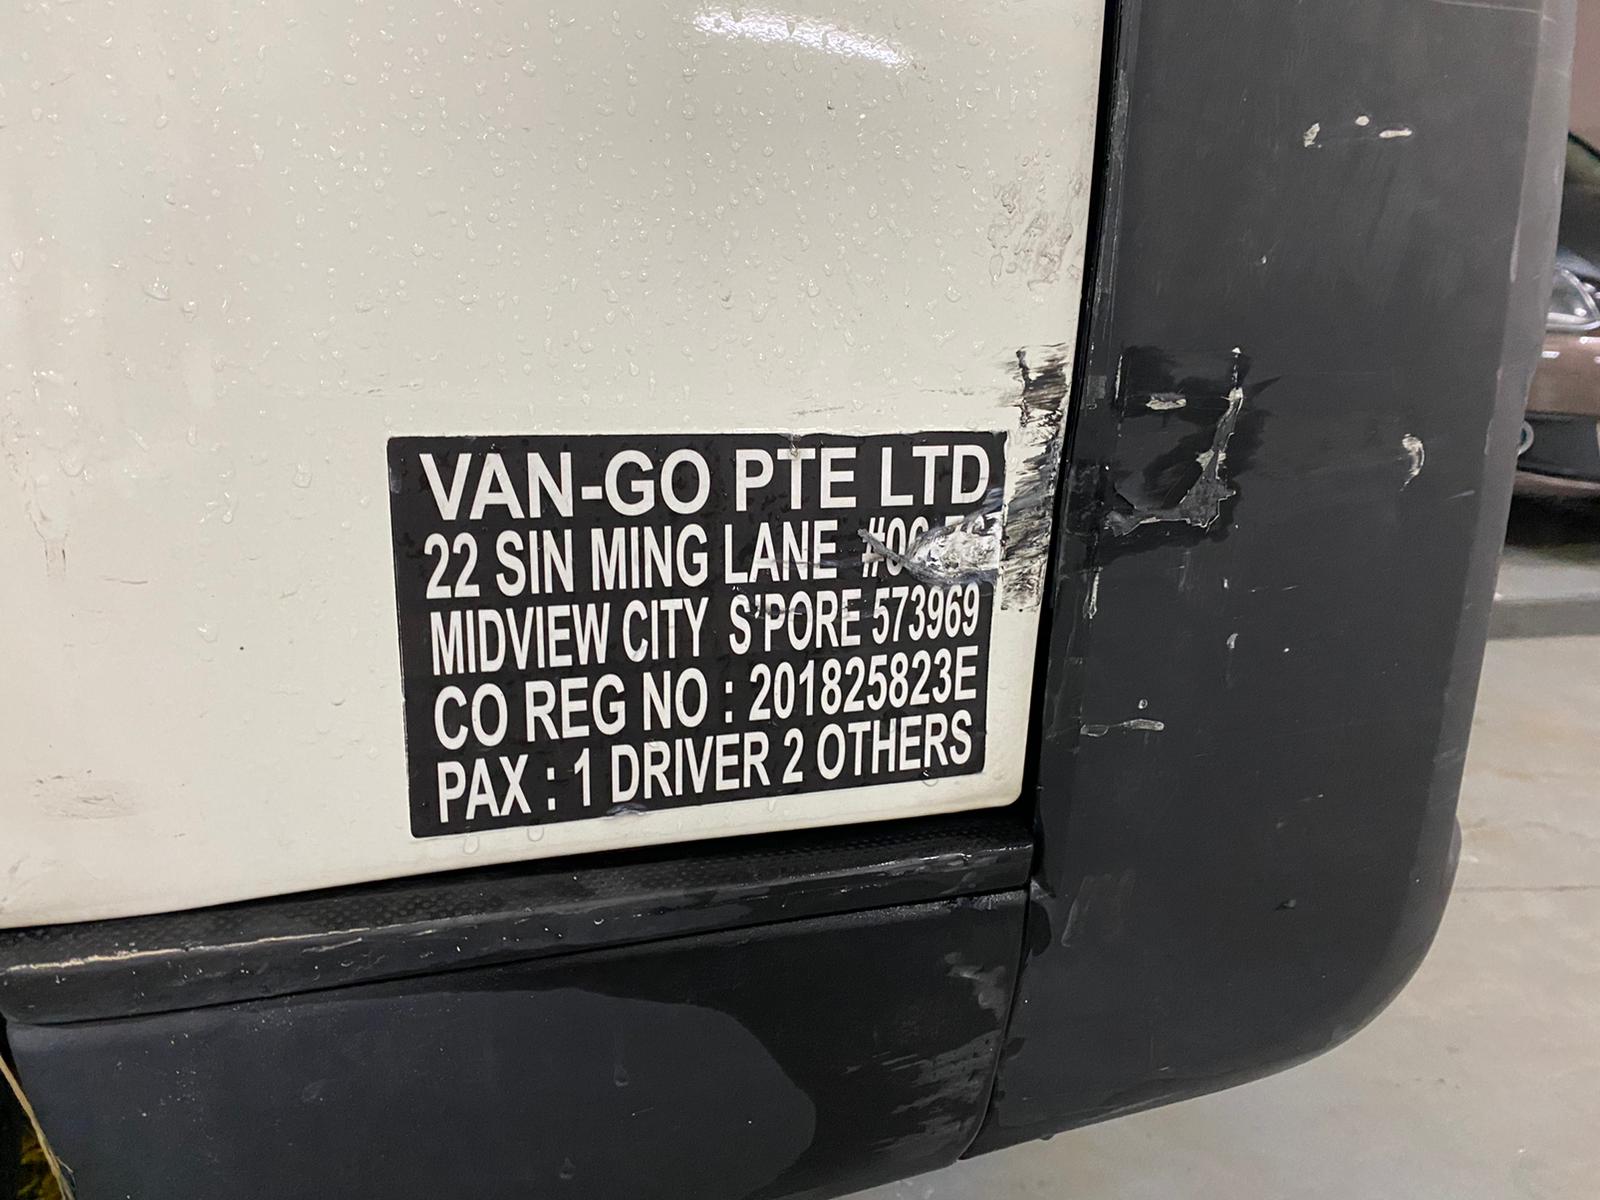 VAN-GO PTE LTD
22 SIN MING LANE
MIDVIEW CITY S'PORE 573969
CO REG NO : 201825823E
PAX : 1 DRIVER 2 OTHERS